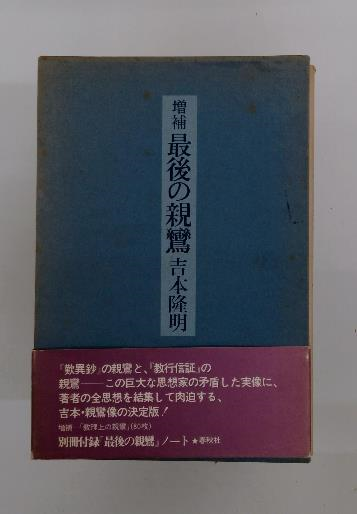 増補
最後の親鸞
吉本隆明
『歎異鈔』の親鸞と、『教行信証』の
親鸞――この巨大な思想家の矛盾した実像に、
著者の全思想を結集して肉迫する、
吉本・親鸞像の決定版！
増補「教理上の親鸞」(80枚)
別冊付録『最後の親鸞』ノート★春秋社